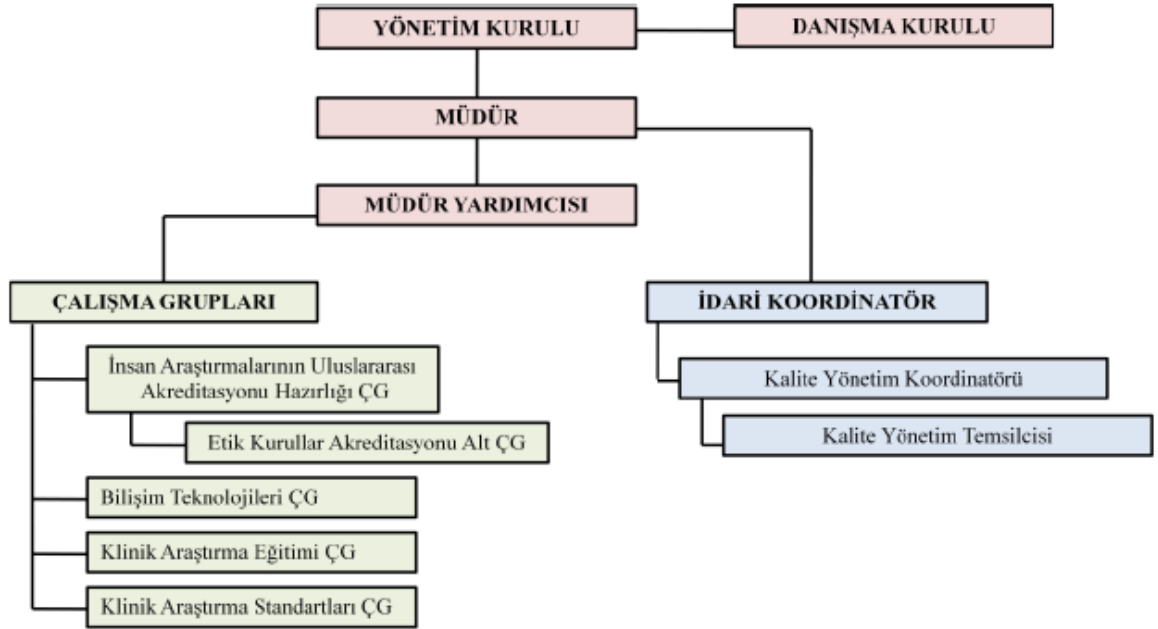 YÖNETİM KURULU
DANIŞMA KURULU
MÜDÜR
MÜDÜR YARDIMCISI
ÇALIŞMA GRUPLARI
İnsan Araştırmalarının Uluslararası
Akreditasyonu Hazırlığı ÇG
Etik Kurullar Akreditasyonu Alt ÇG
Bilişim Teknolojileri ÇG
Klinik Araştırma Eğitimi ÇG
Klinik Araştırma Standartları ÇG
İDARİ KOORDİNATÖR
Kalite Yönetim Koordinatörü
Kalite Yönetim Temsilcisi